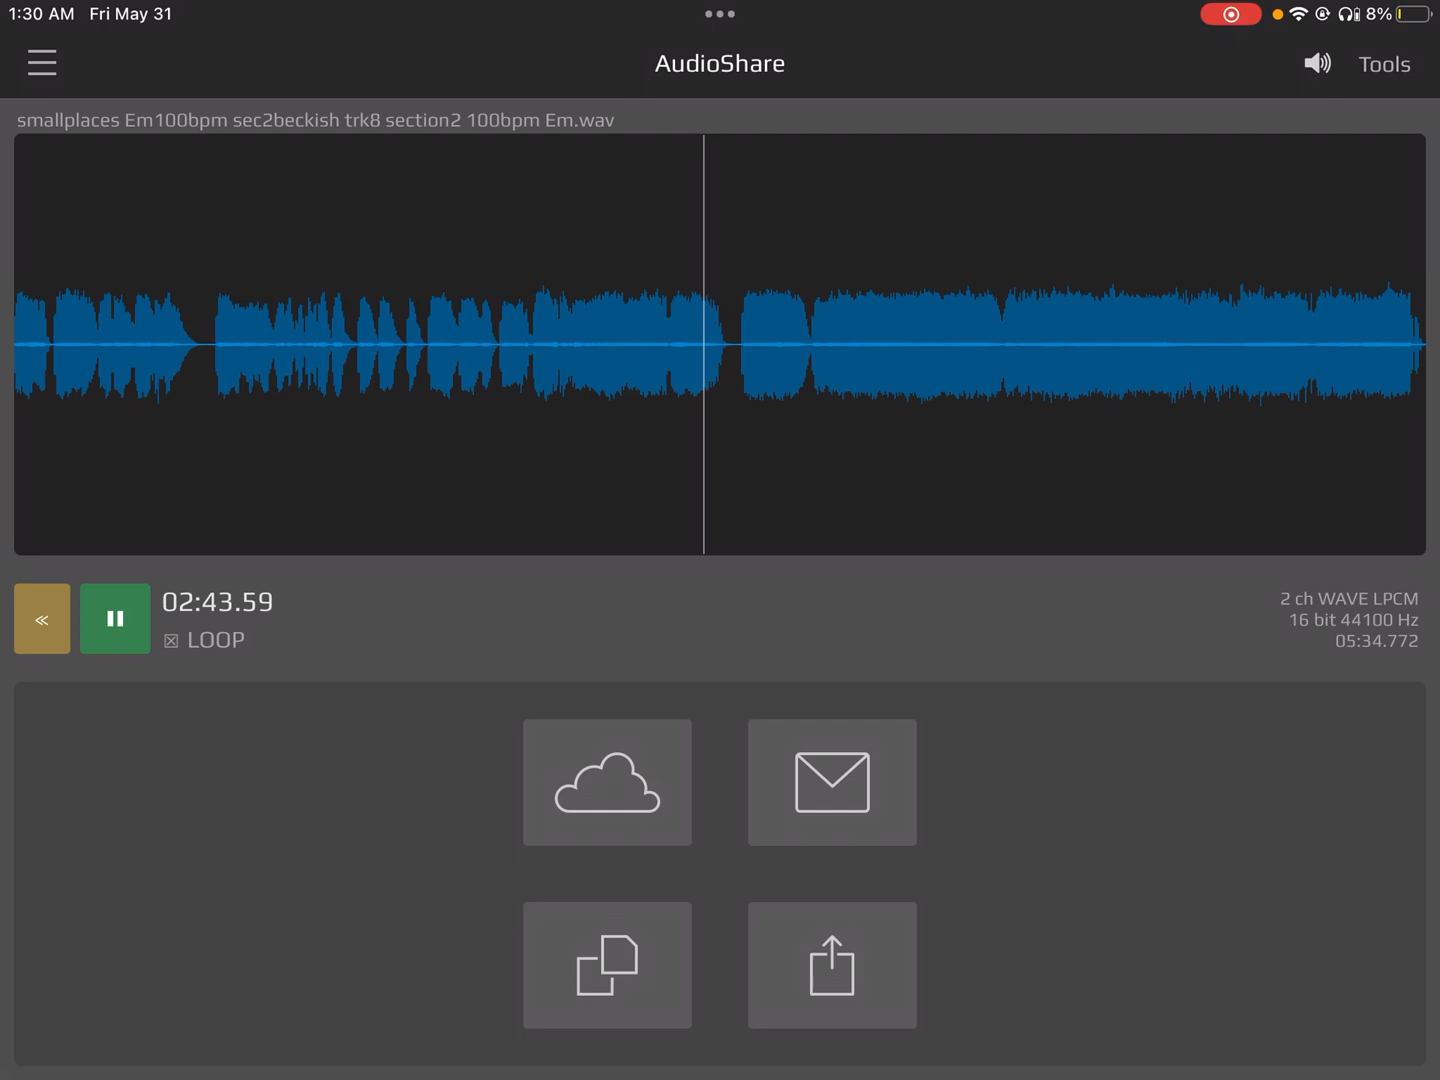 1:30 AM Fri May 31
8%
AudioShare
Tools
smallplaces Em100bpm sec2beckish trk8 section2 100bpm Em.wav
02:43.59
LOOP
2 ch WAVE LPCM
16 bit 44100 Hz
05:34.772